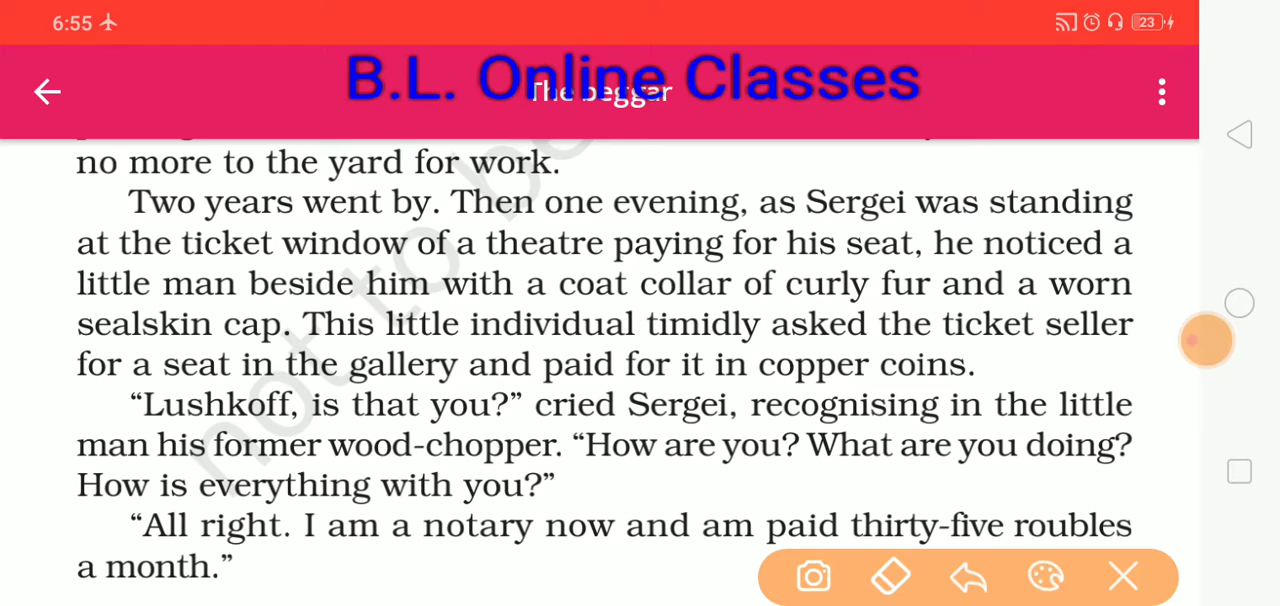 6:55
23
B.L. Online Classes
The beggar
no more to the yard for work.
Two years went by. Then one evening, as Sergei was standing
at the ticket window of a theatre paying for his seat, he noticed a
little man beside him with a coat collar of curly fur and a worn
sealskin cap. This little individual timidly asked the ticket seller
for a seat in the gallery and paid for it in copper coins.
“Lushkoff, is that you?” cried Sergei, recognising in the little
man his former wood-chopper. “How are you? What are you doing?
How is everything with you?”
“All right. I am a notary now and am paid thirty-five roubles
a month.”
not to be